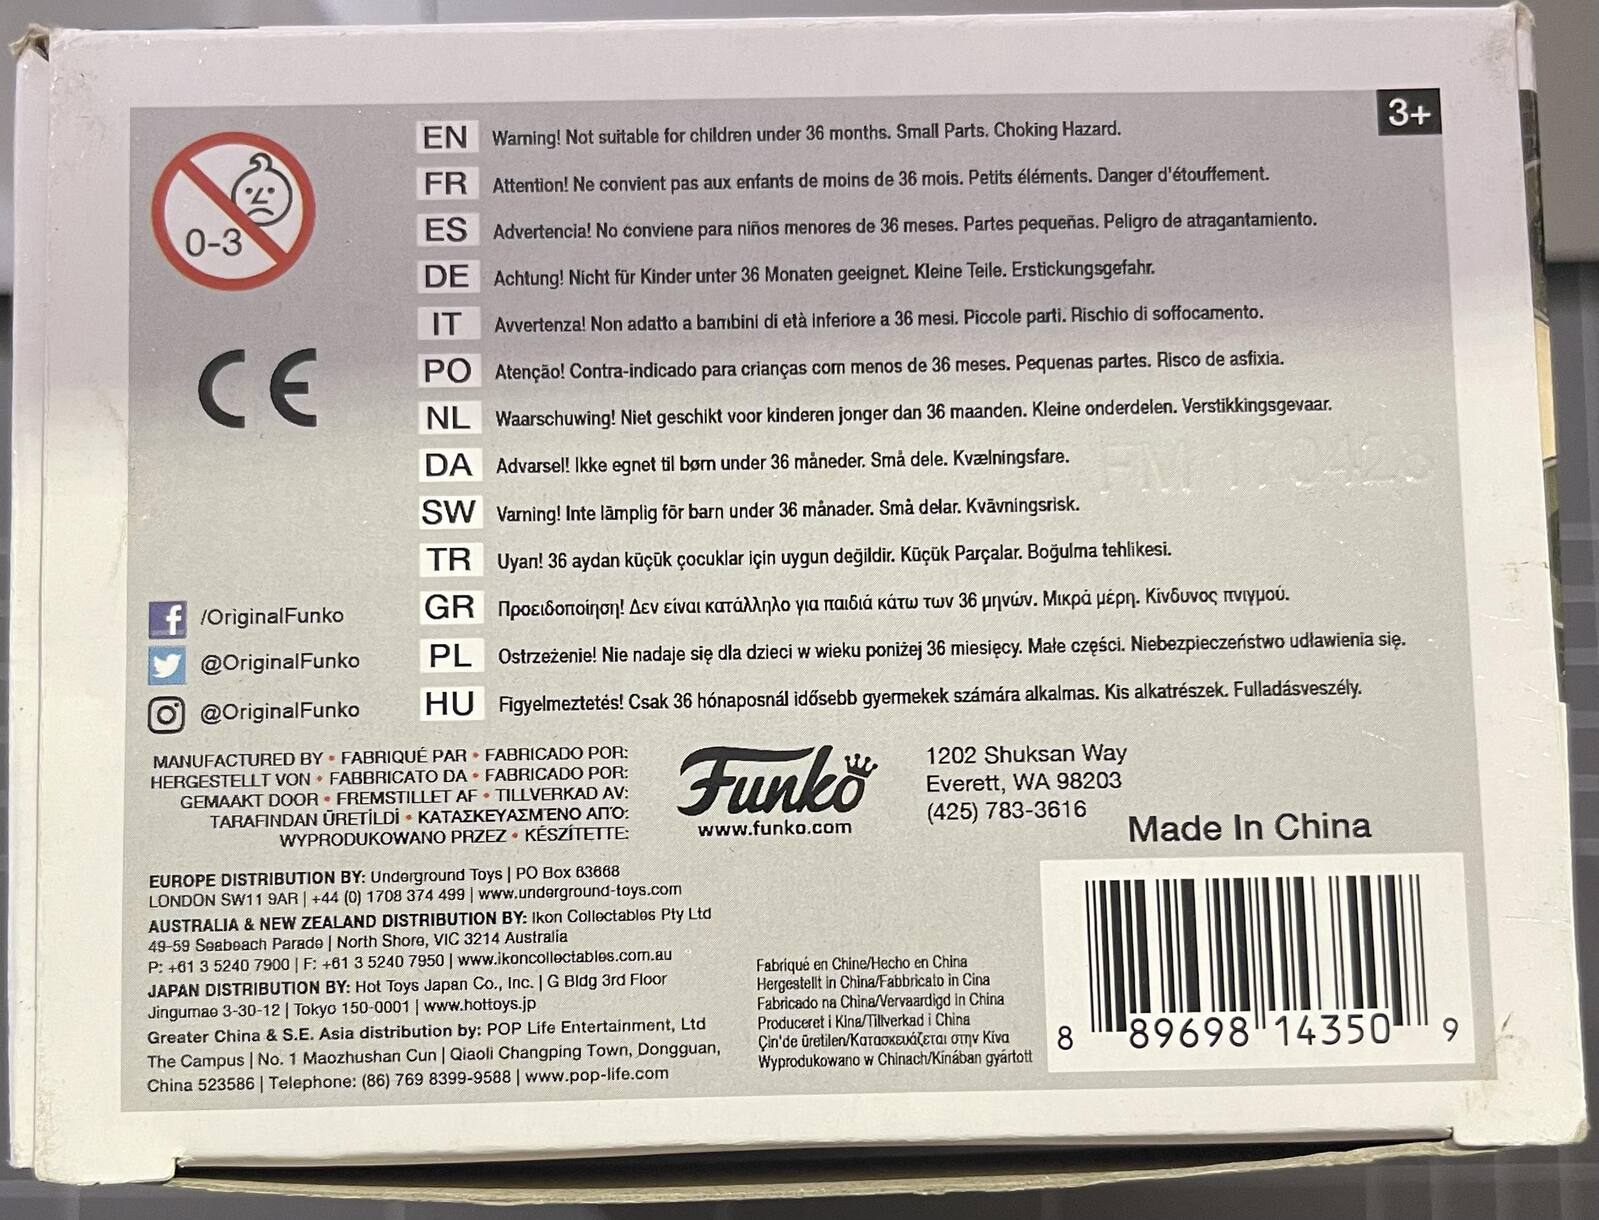 3+
0-3
EN Warning! Not suitable for children under 36 months. Small Parts. Choking Hazard.
FR Attention! Ne convient pas aux enfants de moins de 36 mois. Petits éléments. Danger d'étouffement.
ES Advertencia! No conviene para niños menores de 36 meses. Partes pequeñas. Peligro de atragantamiento.
DE Achtung! Nicht für Kinder unter 36 Monaten geeignet. Kleine Teile. Erstickungsgefahr.
IT Avvertenza! Non adatto a bambini di età inferiore a 36 mesi. Piccole parti. Rischio di soffocamento.
PO Atenção! Contra-indicado para crianças com menos de 36 meses. Pequenas partes. Risco de asfixia.
NL Waarschuwing! Niet geschikt voor kinderen jonger dan 36 maanden. Kleine onderdelen. Verstikkingsgevaar.
DA Advarsel! Ikke egnet til børn under 36 måneder. Små dele. Kvælningsfare.
SW Varning! Inte lämplig för barn under 36 månader. Små delar. Kvävningsrisk.
TR Uyan! 36 aydan küçük çocuklar için uygun değildir. Küçük Parçalar. Boğulma tehlikesi.
GR Προειδοποίηση! Δεν είναι κατάλληλο για παιδιά κάτω των 36 μηνών. Μικρά μέρη. Κίνδυνος πνιγμού.
PL Ostrzeżenie! Nie nadaje się dla dzieci w wieku poniżej 36 miesięcy. Małe części. Niebezpieczeństwo udławienia się.
HU Figyelmeztetés! Csak 36 hónaposnál idősebb gyermekek számára alkalmas. Kis alkatrészek. Fulladásveszély.
CE
/OriginalFunko
@OriginalFunko
@OriginalFunko
MANUFACTURED BY • FABRIQUÉ PAR • FABRICADO POR:
HERGESTELLT VON • FABBRICATO DA • FABRICADO POR:
GEMAAKT DOOR • FREMSTILLET AF • TILLVERKAD AV:
TARAFINDAN ÜRETİLDİ • ΚΑΤΑΣΚΕΥΑΣΜΈΝΟ ΑΠΌ:
WYPRODUKOWANO PRZEZ • KÉSZÍTETTE:
Funko
www.funko.com
1202 Shuksan Way
Everett, WA 98203
(425) 783-3616
Made In China
EUROPE DISTRIBUTION BY: Underground Toys | PO Box 63668
LONDON SW11 9AR | +44 (0) 1708 374 499 | www.underground-toys.com
AUSTRALIA & NEW ZEALAND DISTRIBUTION BY: Ikon Collectables Pty Ltd
49-59 Seabeach Parade | North Shore, VIC 3214 Australia
P: +61 3 5240 7900 | F: +61 3 5240 7950 | www.ikoncollectables.com.au
JAPAN DISTRIBUTION BY: Hot Toys Japan Co., Inc. | G Bldg 3rd Floor
Jingumae 3-30-12 | Tokyo 150-0001 | www.hottoys.jp
Greater China & S.E. Asia distribution by: POP Life Entertainment, Ltd
The Campus | No. 1 Maozhushan Cun | Qiaoli Changping Town, Dongguan,
China 523586 | Telephone: (86) 769 8399-9588 | www.pop-life.com
Fabriqué en Chine/Hecho en China
Hergestellt in China/Fabbricato in Cina
Fabricado na China/Vervaardigd in China
Produceret i Kina/Tillverkad i China
Çin'de üretilen/Κατασκευάζεται στην Κίνα
Wyprodukowano w Chinach/Kínában gyártott
8 89698 14350 9